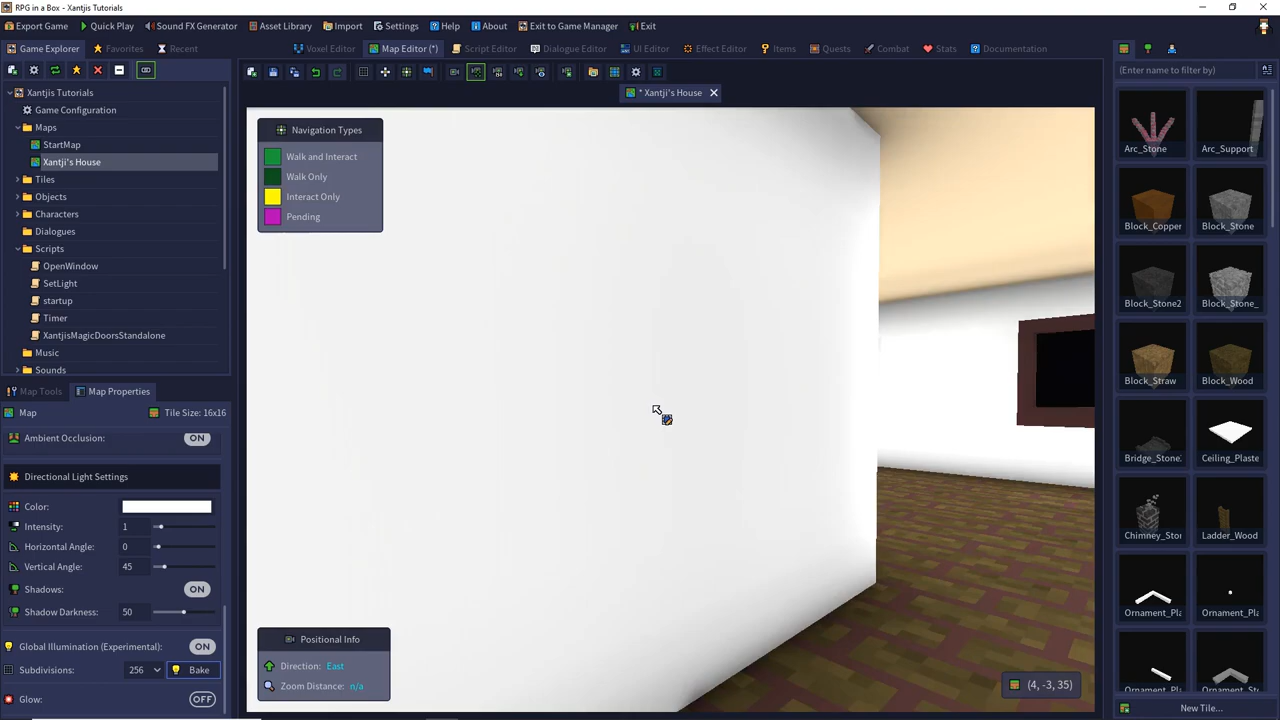 RPG in a Box - Xantjis Tutorials
Export Game Quick Play Sound FX Generator Asset Library Import Settings Help About Exit to Game Manager Exit
Game Explorer Favorites Recent Voxel Editor Map Editor (*) Script Editor Dialogue Editor UI Editor Effect Editor Items Quests Combat Stats Documentation
(Enter name to filter by)
Xantjis Tutorials
* Xantji's House
Game Configuration
Maps
StartMap
Xantji's House
Tiles
Objects
Characters
Dialogues
Scripts
OpenWindow
SetLight
startup
Timer
XantjisMagicDoorsStandalone
Music
Sounds
Map Tools Map Properties
Map Tile Size: 16x16
Ambient Occlusion: ON
Directional Light Settings
Color:
Intensity: 1
Horizontal Angle: 0
Vertical Angle: 45
Shadows: ON
Shadow Darkness: 50
Global Illumination (Experimental): ON
Subdivisions: 256 Bake
Glow: OFF
Navigation Types
Walk and Interact
Walk Only
Interact Only
Pending
Positional Info
Direction: East
Zoom Distance: n/a
(4, -3, 35)
Arc_Stone Arc_Support
Block_Copper Block_Stone
Block_Stone2 Block_Stone_
Block_Straw Block_Wood
Bridge_Stone Ceiling_Plaste
Chimney_Stor Ladder_Wood
Ornament_Pla Ornament_Pla
Ornament_Pla Ornament_Sto
New Tile...